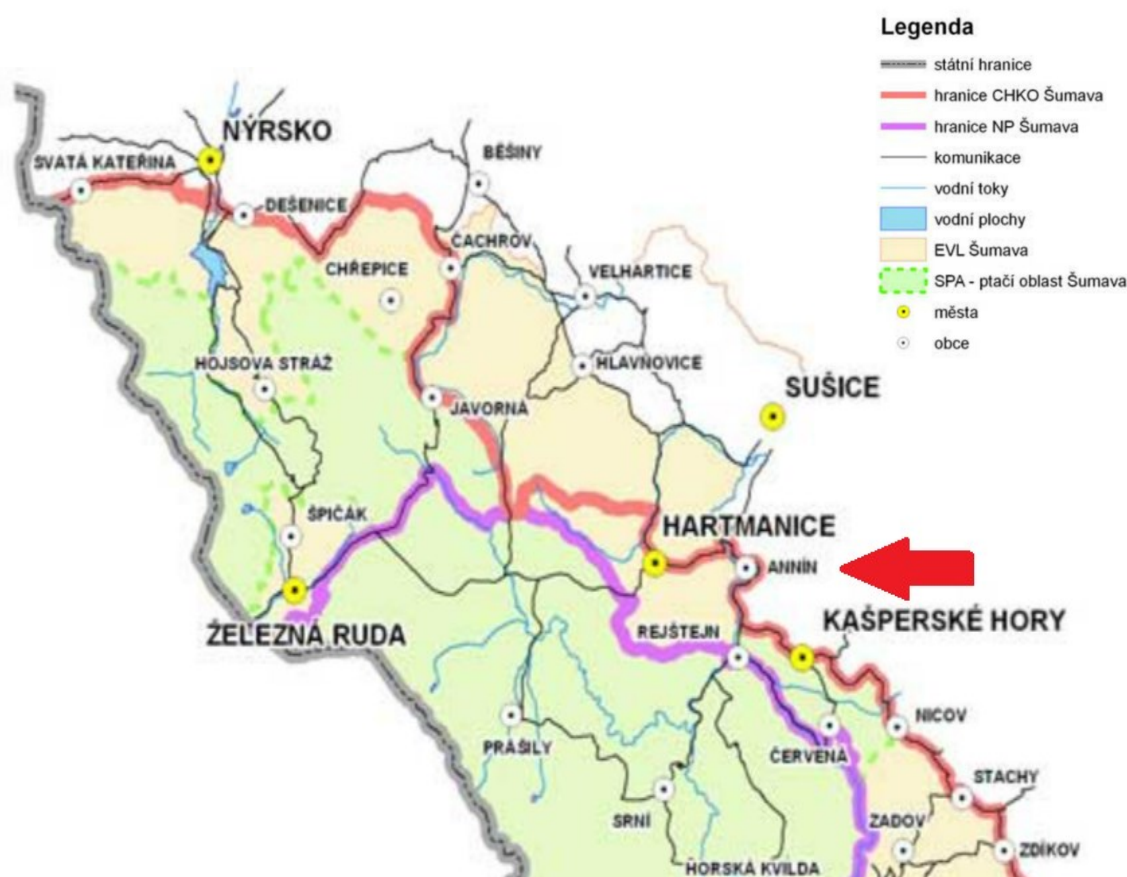 Legenda
státní hranice
hranice CHKO Šumava
hranice NP Šumava
komunikace
vodní toky
vodní plochy
EVL Šumava
SPA - ptačí oblast Šumava
města
obce
NÝRSKO
SVATÁ KATEŘINA
BĚŠINY
DEŠENICE
ČACHROV
CHŘEPICE
VELHARTICE
HOJSOVA STRÁŽ
HLAVŇOVICE
SUŠICE
JAVORNÁ
ŠPIČÁK
HARTMANICE
ANNÍN
ŽELEZNÁ RUDA
REJŠTEJN
KAŠPERSKÉ HORY
PRÁŠILY
NICOV
ČERVENÁ
STACHY
SRNÍ
ZADOV
ZDÍKOV
HORSKÁ KVILDA